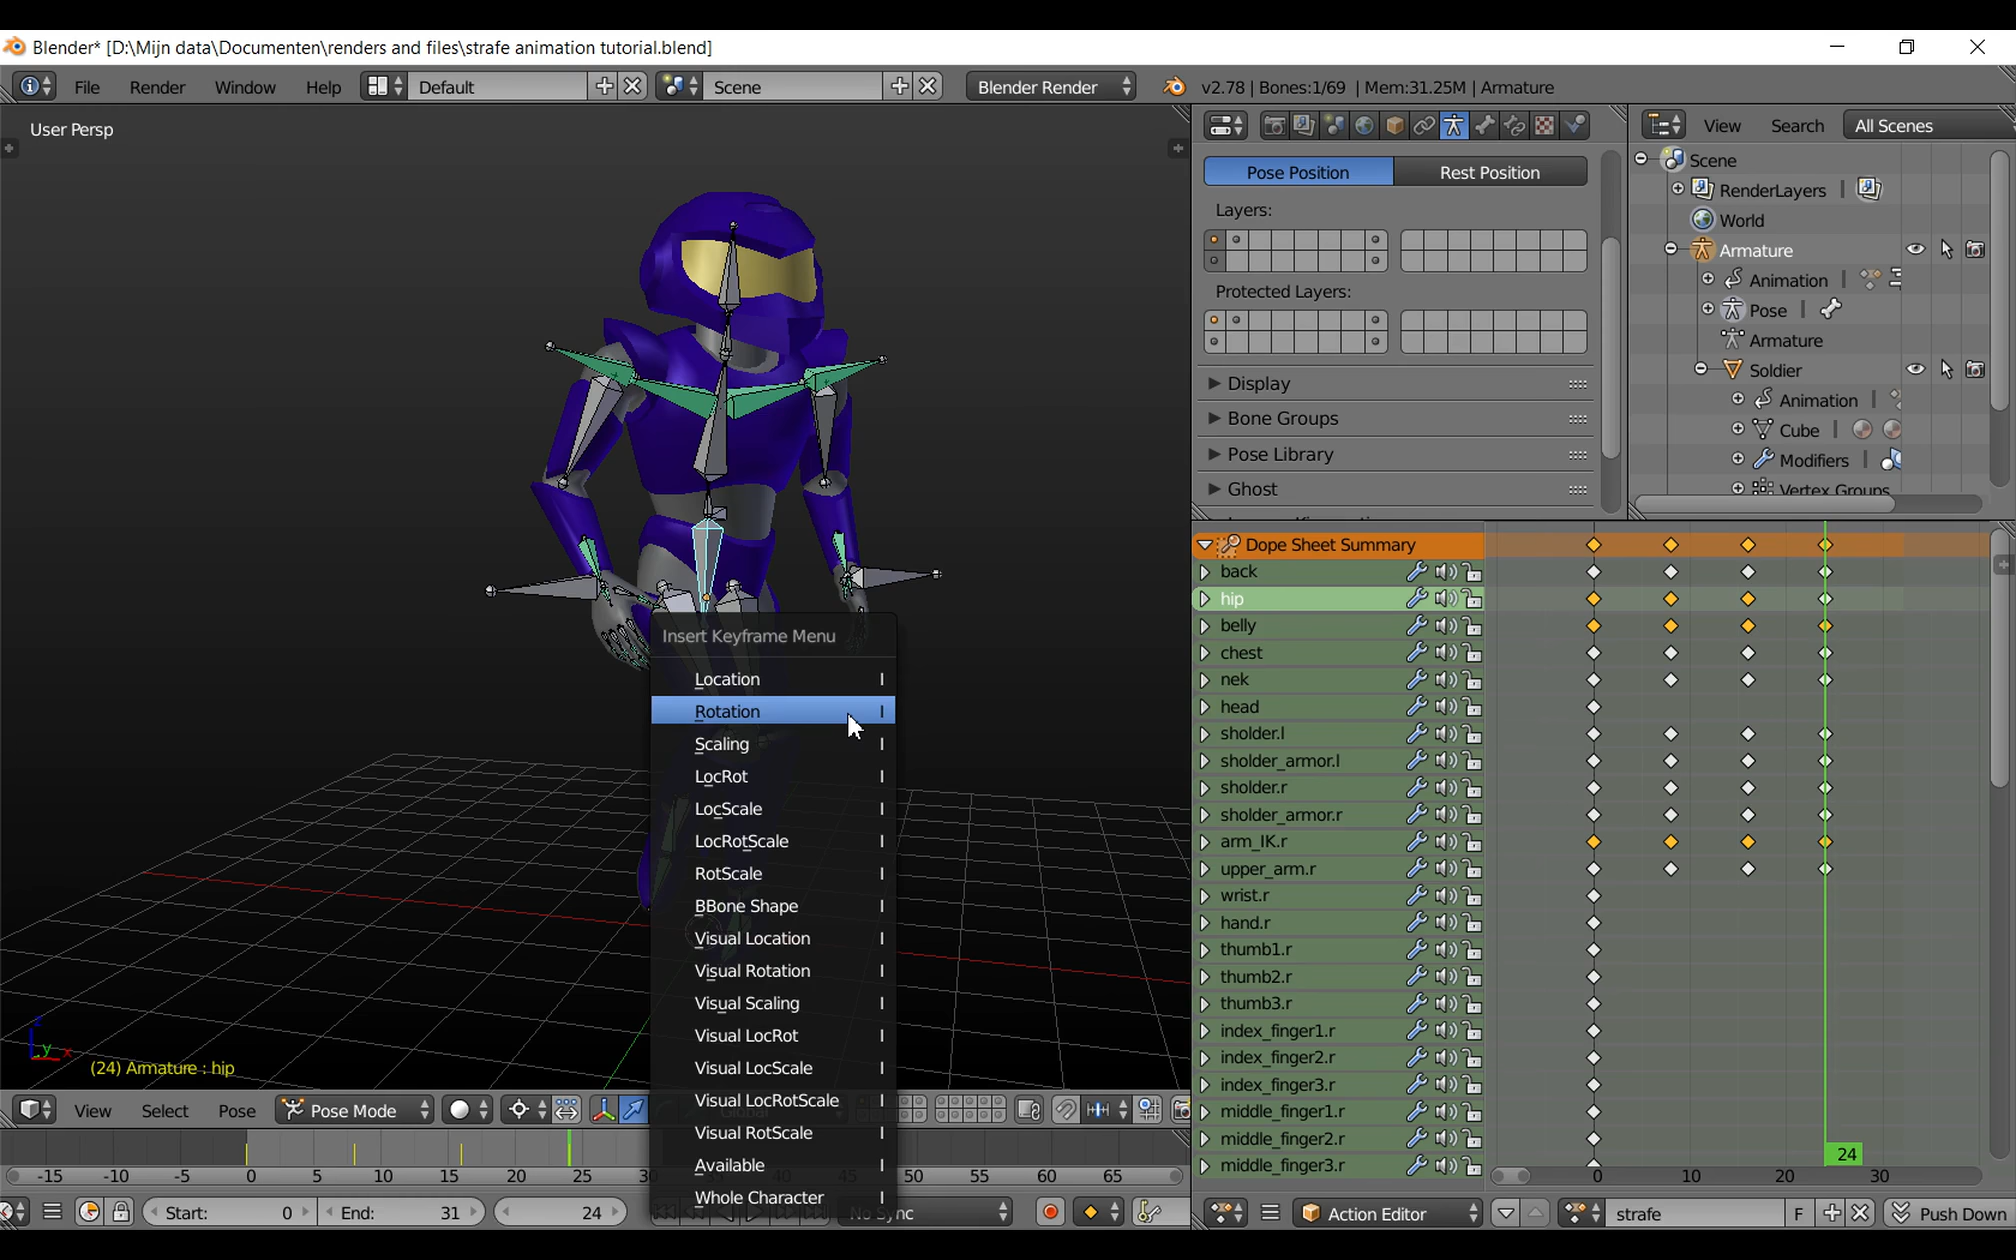 Blender* [D:\Mijn data\Documenten\renders and files\strafe animation tutorial.blend]
File Render Window Help Default Scene Blender Render v2.78 | Bones:1/69 | Mem:31.25M | Armature
User Persp
Pose Position Rest Position
Layers:
Protected Layers:
Display
Bone Groups
Pose Library
Ghost
View Search All Scenes
Scene
RenderLayers
World
Armature
Animation
Pose
Armature
Soldier
Animation
Cube
Modifiers
Vertex Groups
Dope Sheet Summary
back
hip
belly
chest
nek
head
sholder.l
sholder_armor.l
sholder.r
sholder_armor.r
arm_IK.r
upper_arm.r
wrist.r
hand.r
thumb1.r
thumb2.r
thumb3.r
index_finger1.r
index_finger2.r
index_finger3.r
middle_finger1.r
middle_finger2.r
middle_finger3.r
24
0 10 20 30
Insert Keyframe Menu
Location I
Rotation I
Scaling I
LocRot I
LocScale I
LocRotScale I
RotScale I
BBone Shape I
Visual Location I
Visual Rotation I
Visual Scaling I
Visual LocRot I
Visual LocScale I
Visual LocRotScale I
Visual RotScale I
Available I
Whole Character I
z
y x
(24) Armature : hip
View Select Pose Pose Mode Global
-15 -10 -5 0 5 10 15 20 25 30 35 45 50 55 60 65
Start: 0 End: 31 24 No Sync
Action Editor strafe F Push Down